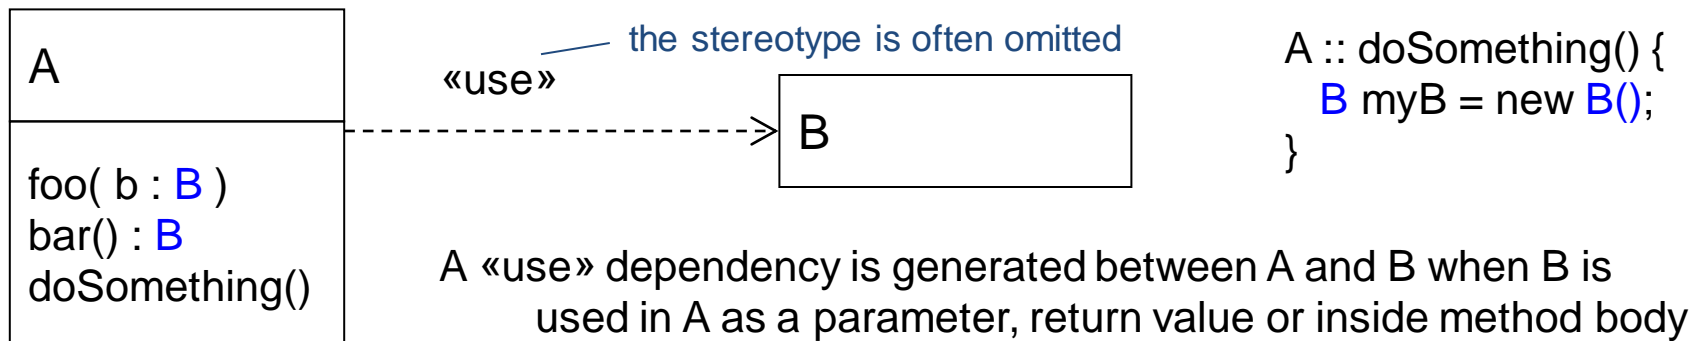 A
foo( b : B )
bar() : B
doSomething()
«use»
the stereotype is often omitted
B
A :: doSomething() {
B myB = new B();
}
A «use» dependency is generated between A and B when B is
used in A as a parameter, return value or inside method body